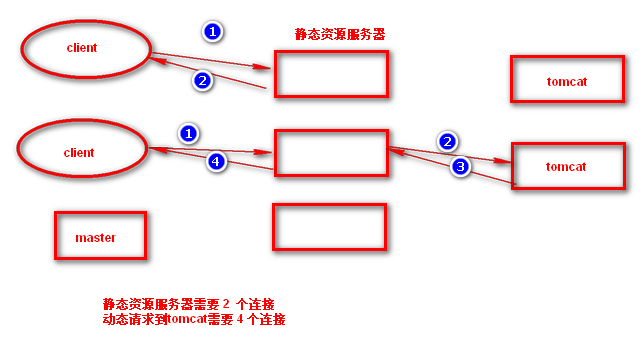 静态资源服务器
client
1
2
tomcat
client
1
4
2
3
tomcat
master
静态资源服务器需要 2 个连接
动态请求到tomcat需要 4 个连接